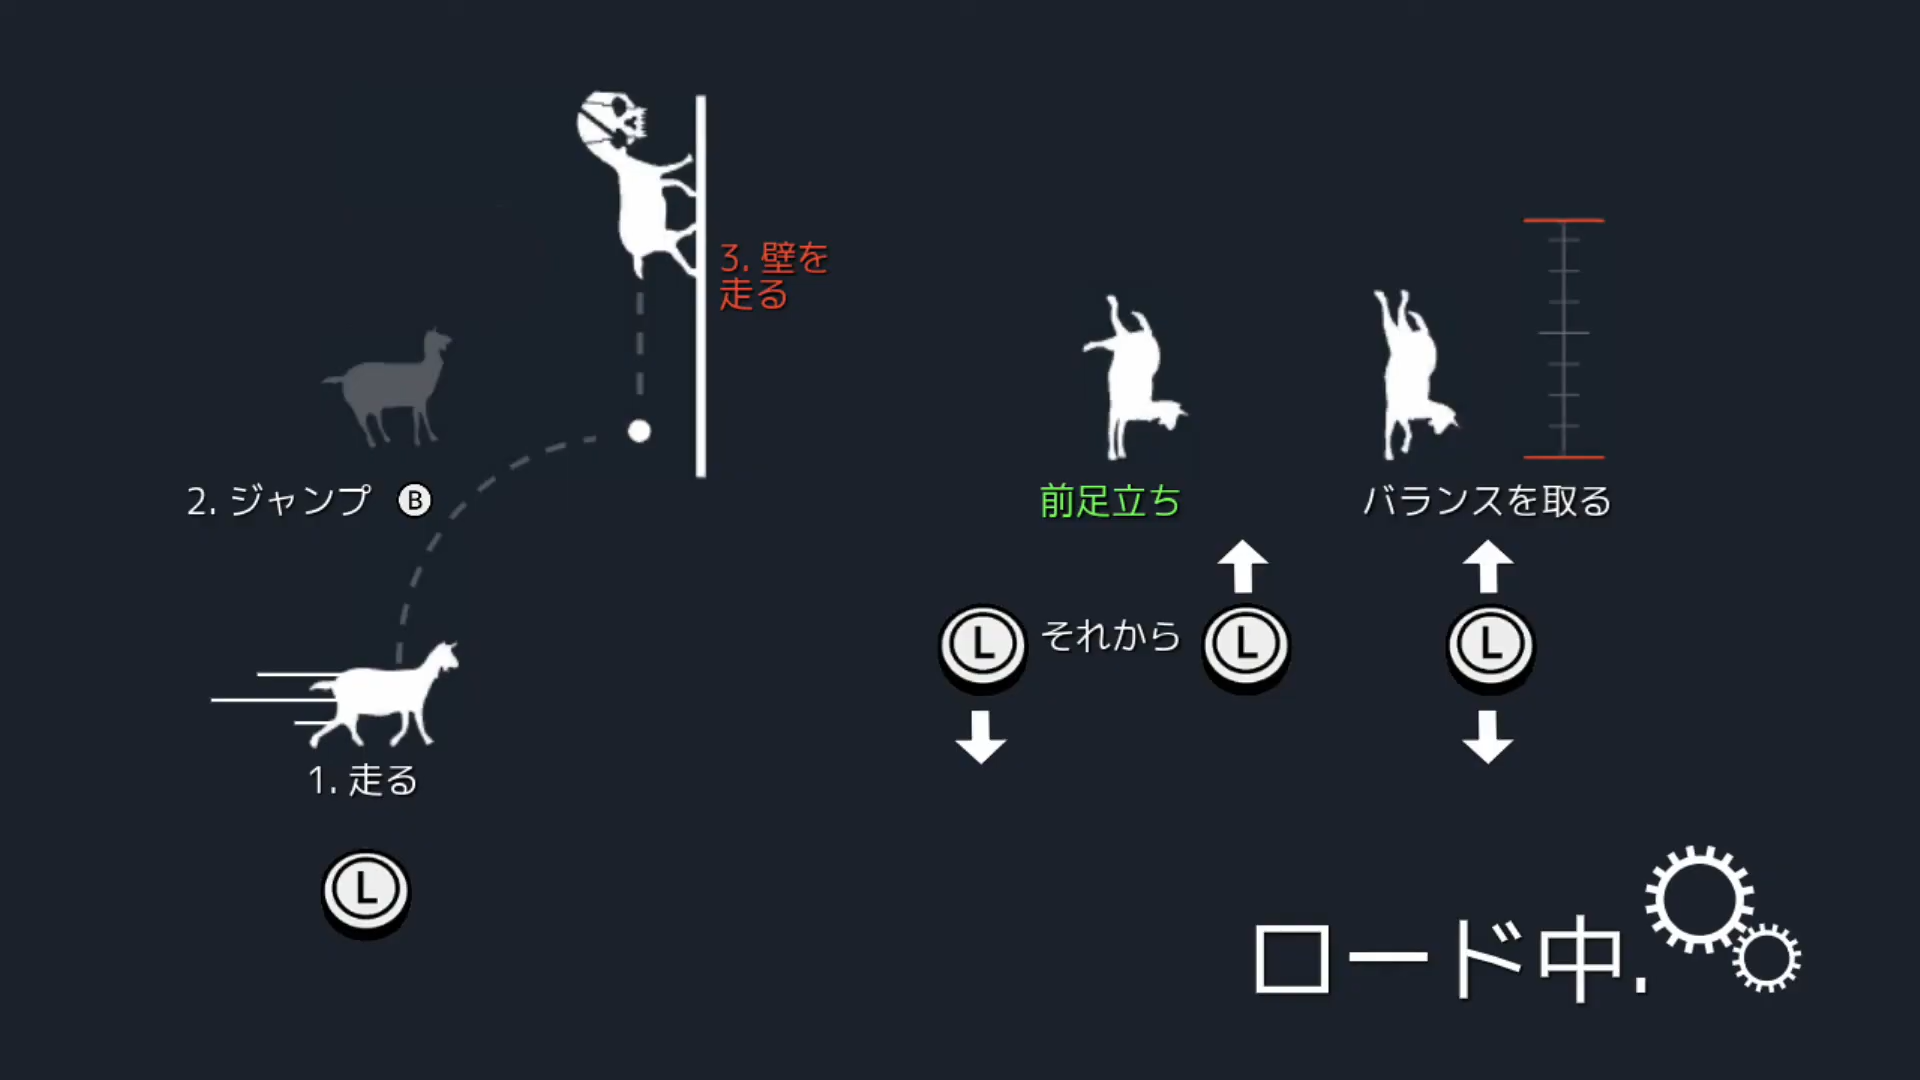 3. 壁を
走る
2. ジャンプ B
前足立ち
バランスを取る
L それから L
L
1. 走る
L
ロード中.